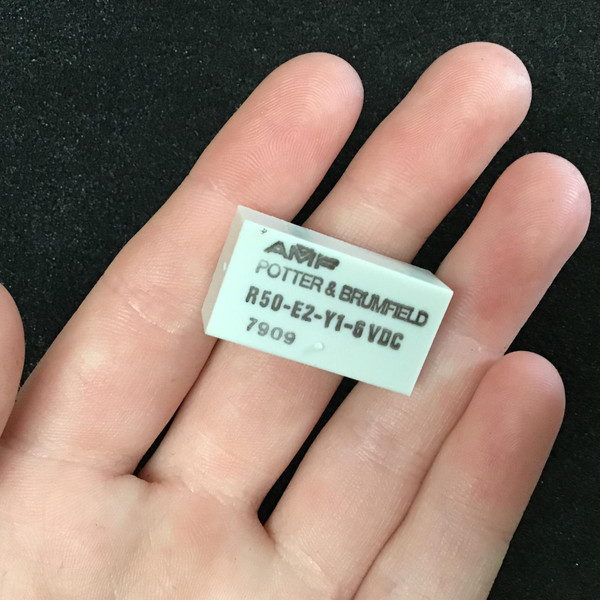 AMP
POTTER & BRUMFIELD
R50-E2-Y1-6VDC
7909